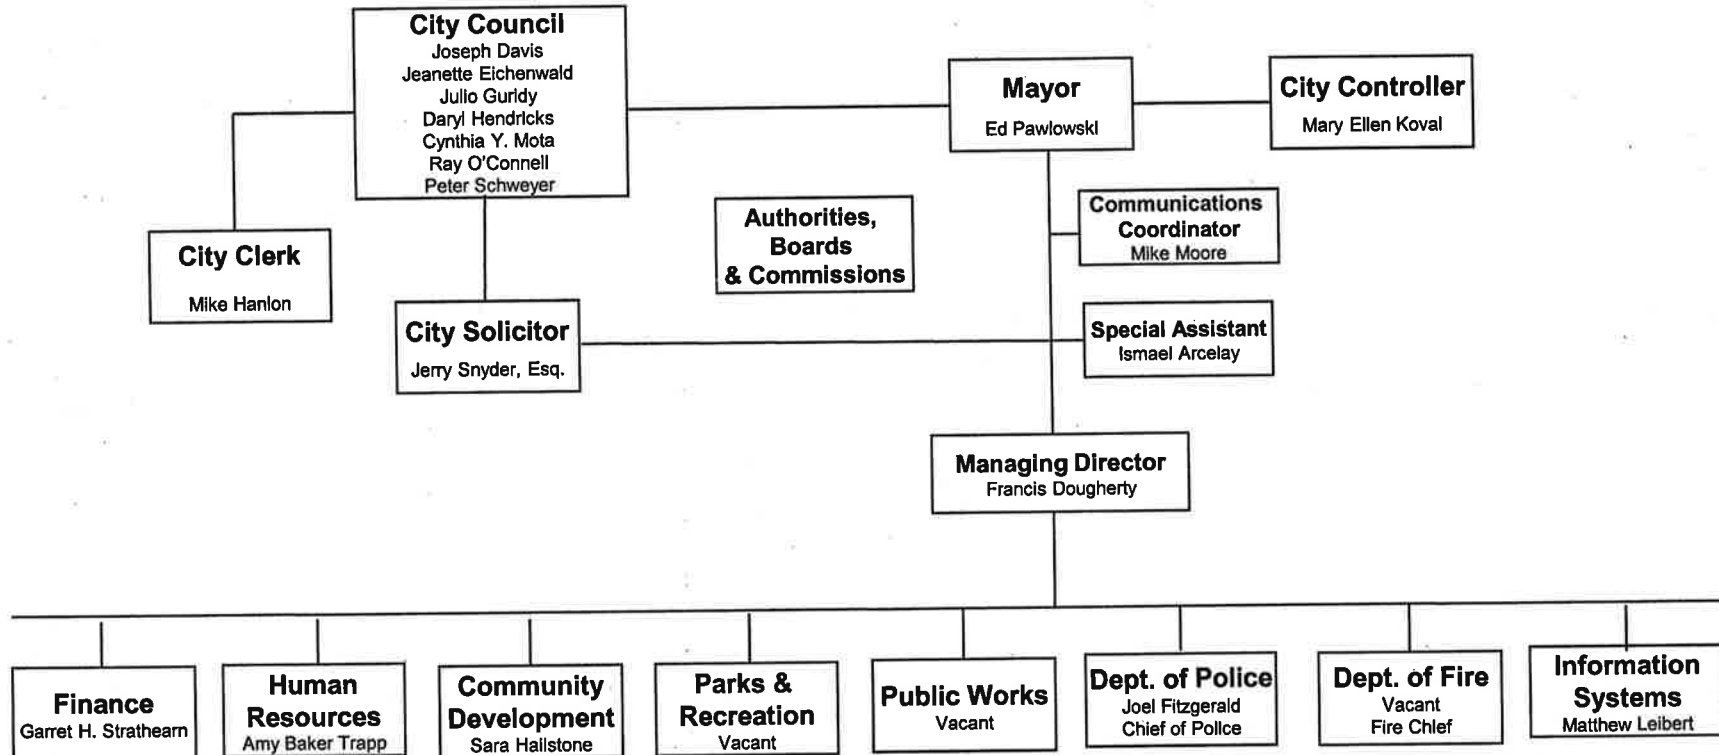 City Council
Joseph Davis
Jeanette Eichenwald
Julio Guridy
Daryl Hendricks
Cynthia Y. Mota
Ray O'Connell
Peter Schweyer
Mayor
Ed Pawlowski
City Controller
Mary Ellen Koval
City Clerk
Mike Hanlon
Authorities,
Boards
& Commissions
Communications
Coordinator
Mike Moore
City Solicitor
Jerry Snyder, Esq.
Special Assistant
Ismael Arcelay
Managing Director
Francis Dougherty
Finance
Garret H. Strathearn
Human
Resources
Amy Baker Trapp
Community
Development
Sara Hailstone
Parks &
Recreation
Vacant
Public Works
Vacant
Dept. of Police
Joel Fitzgerald
Chief of Police
Dept. of Fire
Vacant
Fire Chief
Information
Systems
Matthew Leibert